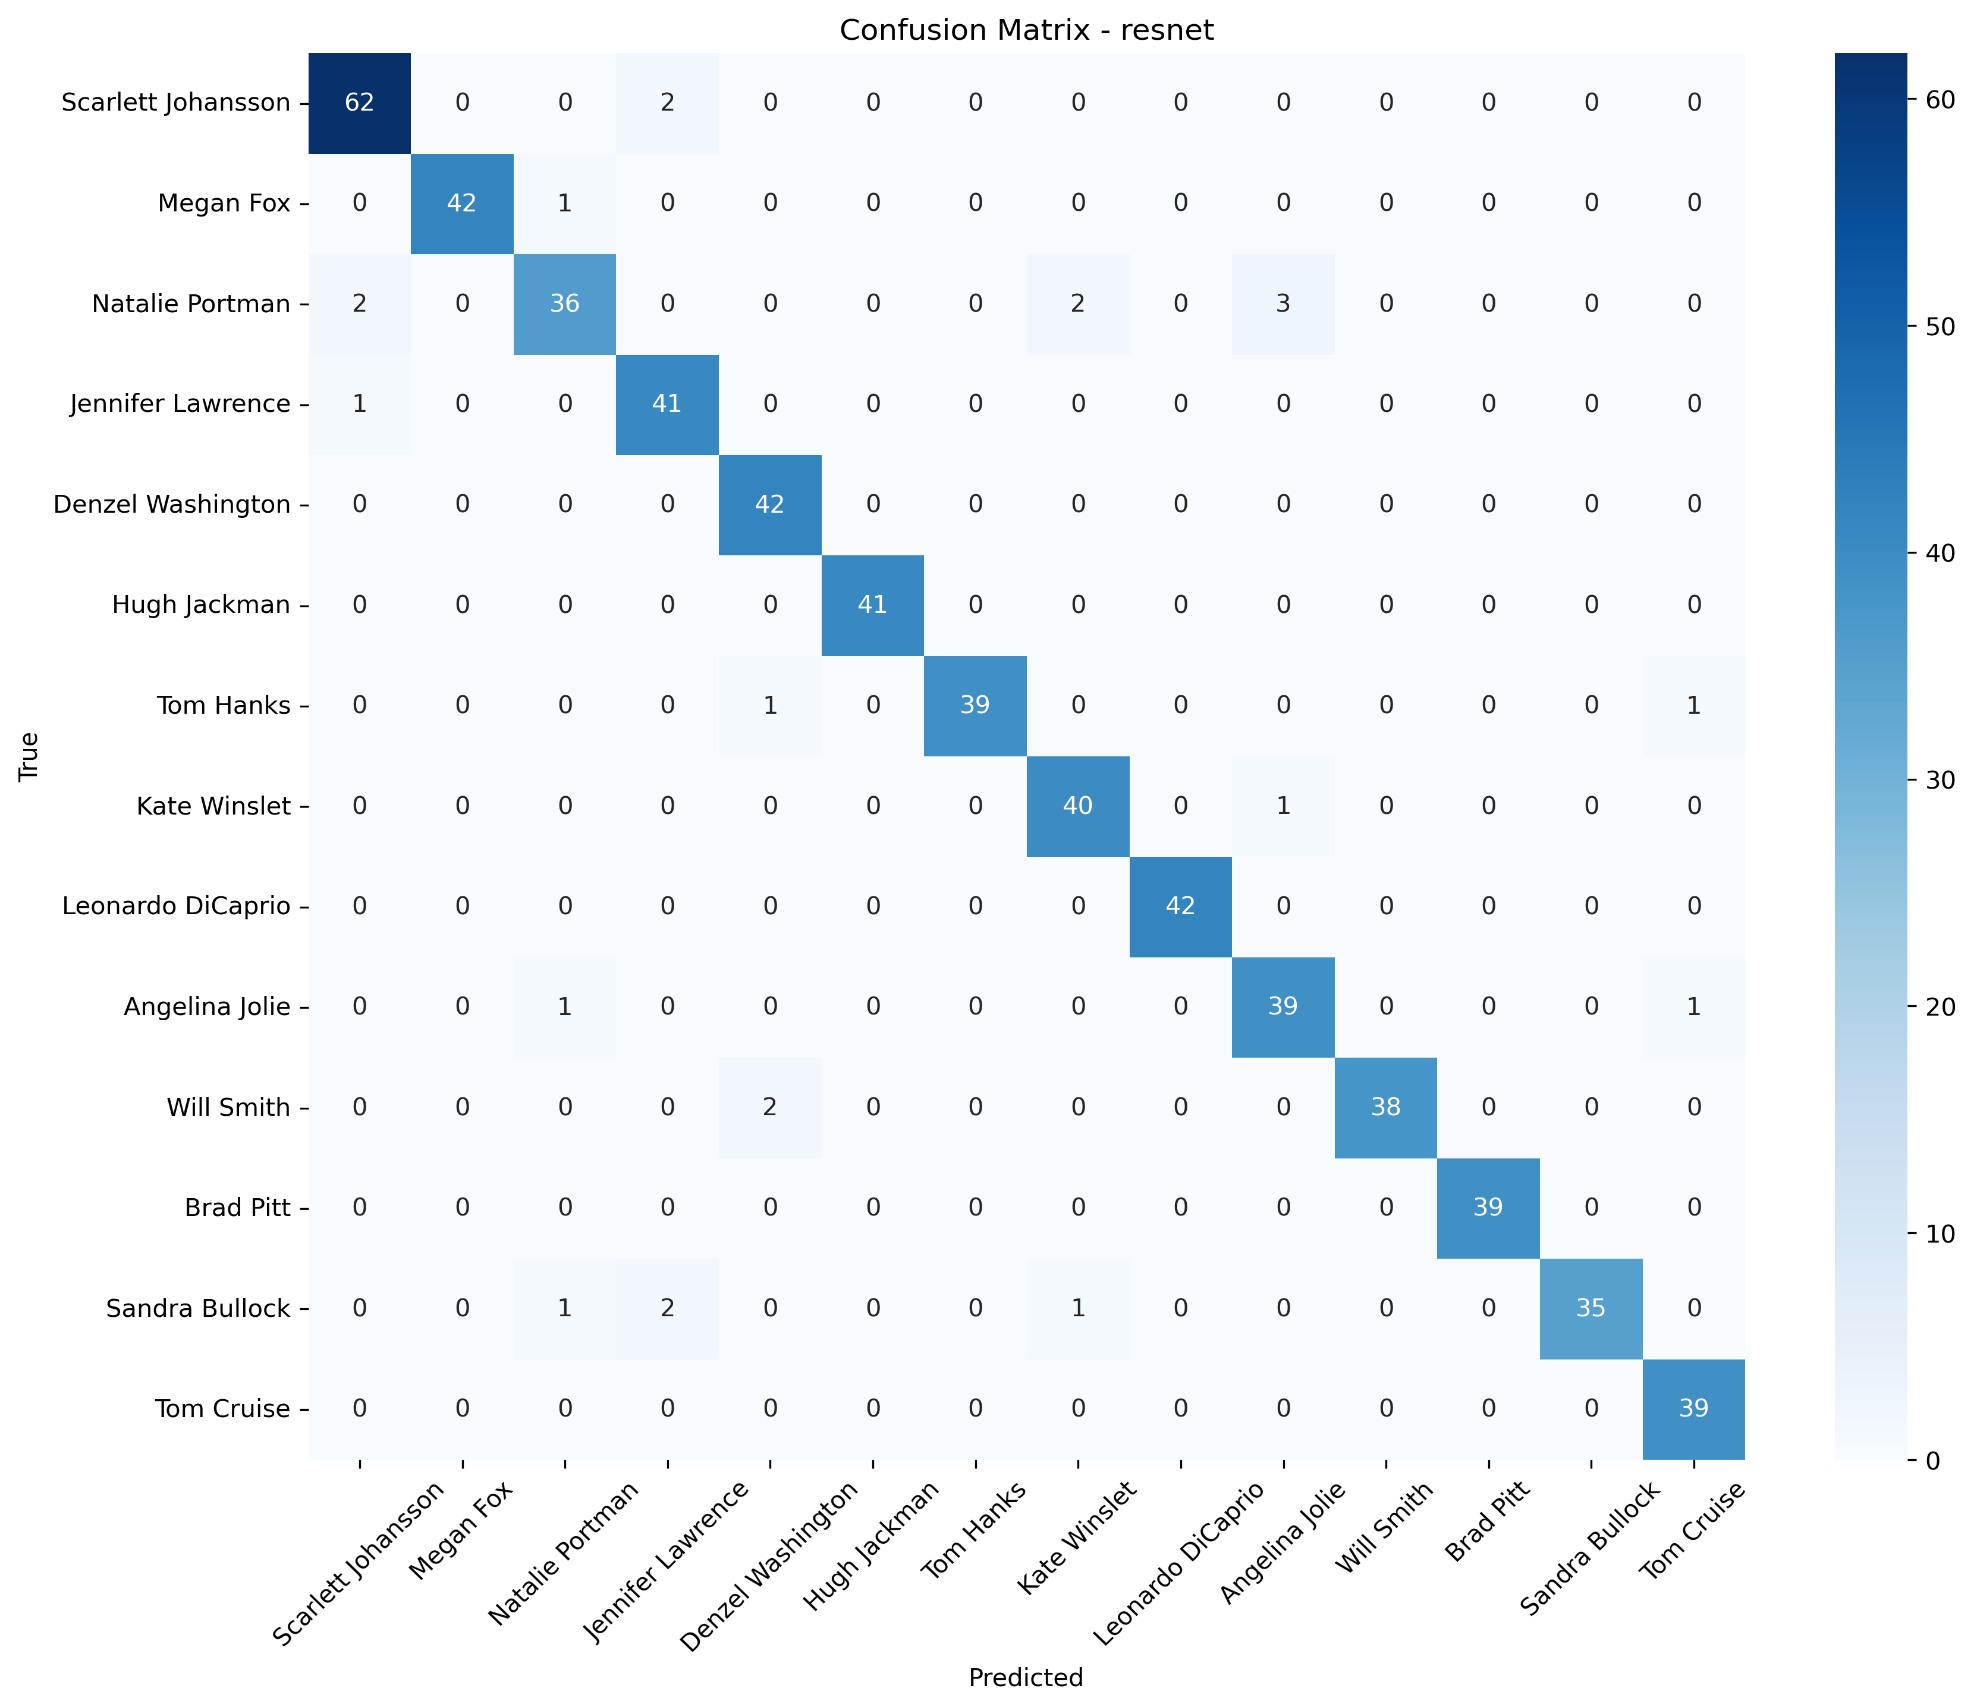 Confusion Matrix - resnet
Scarlett Johansson 62 0 0 2 0 0 0 0 0 0 0 0 0 0
Megan Fox 0 42 1 0 0 0 0 0 0 0 0 0 0 0
Natalie Portman 2 0 36 0 0 0 0 2 0 3 0 0 0 0
Jennifer Lawrence 1 0 0 41 0 0 0 0 0 0 0 0 0 0
Denzel Washington 0 0 0 0 42 0 0 0 0 0 0 0 0 0
Hugh Jackman 0 0 0 0 0 41 0 0 0 0 0 0 0 0
Tom Hanks 0 0 0 0 1 0 39 0 0 0 0 0 0 1
Kate Winslet 0 0 0 0 0 0 0 40 0 1 0 0 0 0
Leonardo DiCaprio 0 0 0 0 0 0 0 0 42 0 0 0 0 0
Angelina Jolie 0 0 1 0 0 0 0 0 0 39 0 0 0 1
Will Smith 0 0 0 0 2 0 0 0 0 0 38 0 0 0
Brad Pitt 0 0 0 0 0 0 0 0 0 0 0 39 0 0
Sandra Bullock 0 0 1 2 0 0 0 1 0 0 0 0 35 0
Tom Cruise 0 0 0 0 0 0 0 0 0 0 0 0 0 39
True
Scarlett Johansson
Megan Fox
Natalie Portman
Jennifer Lawrence
Denzel Washington
Hugh Jackman
Tom Hanks
Kate Winslet
Leonardo DiCaprio
Angelina Jolie
Will Smith
Brad Pitt
Sandra Bullock
Tom Cruise
Predicted
60
50
40
30
20
10
0